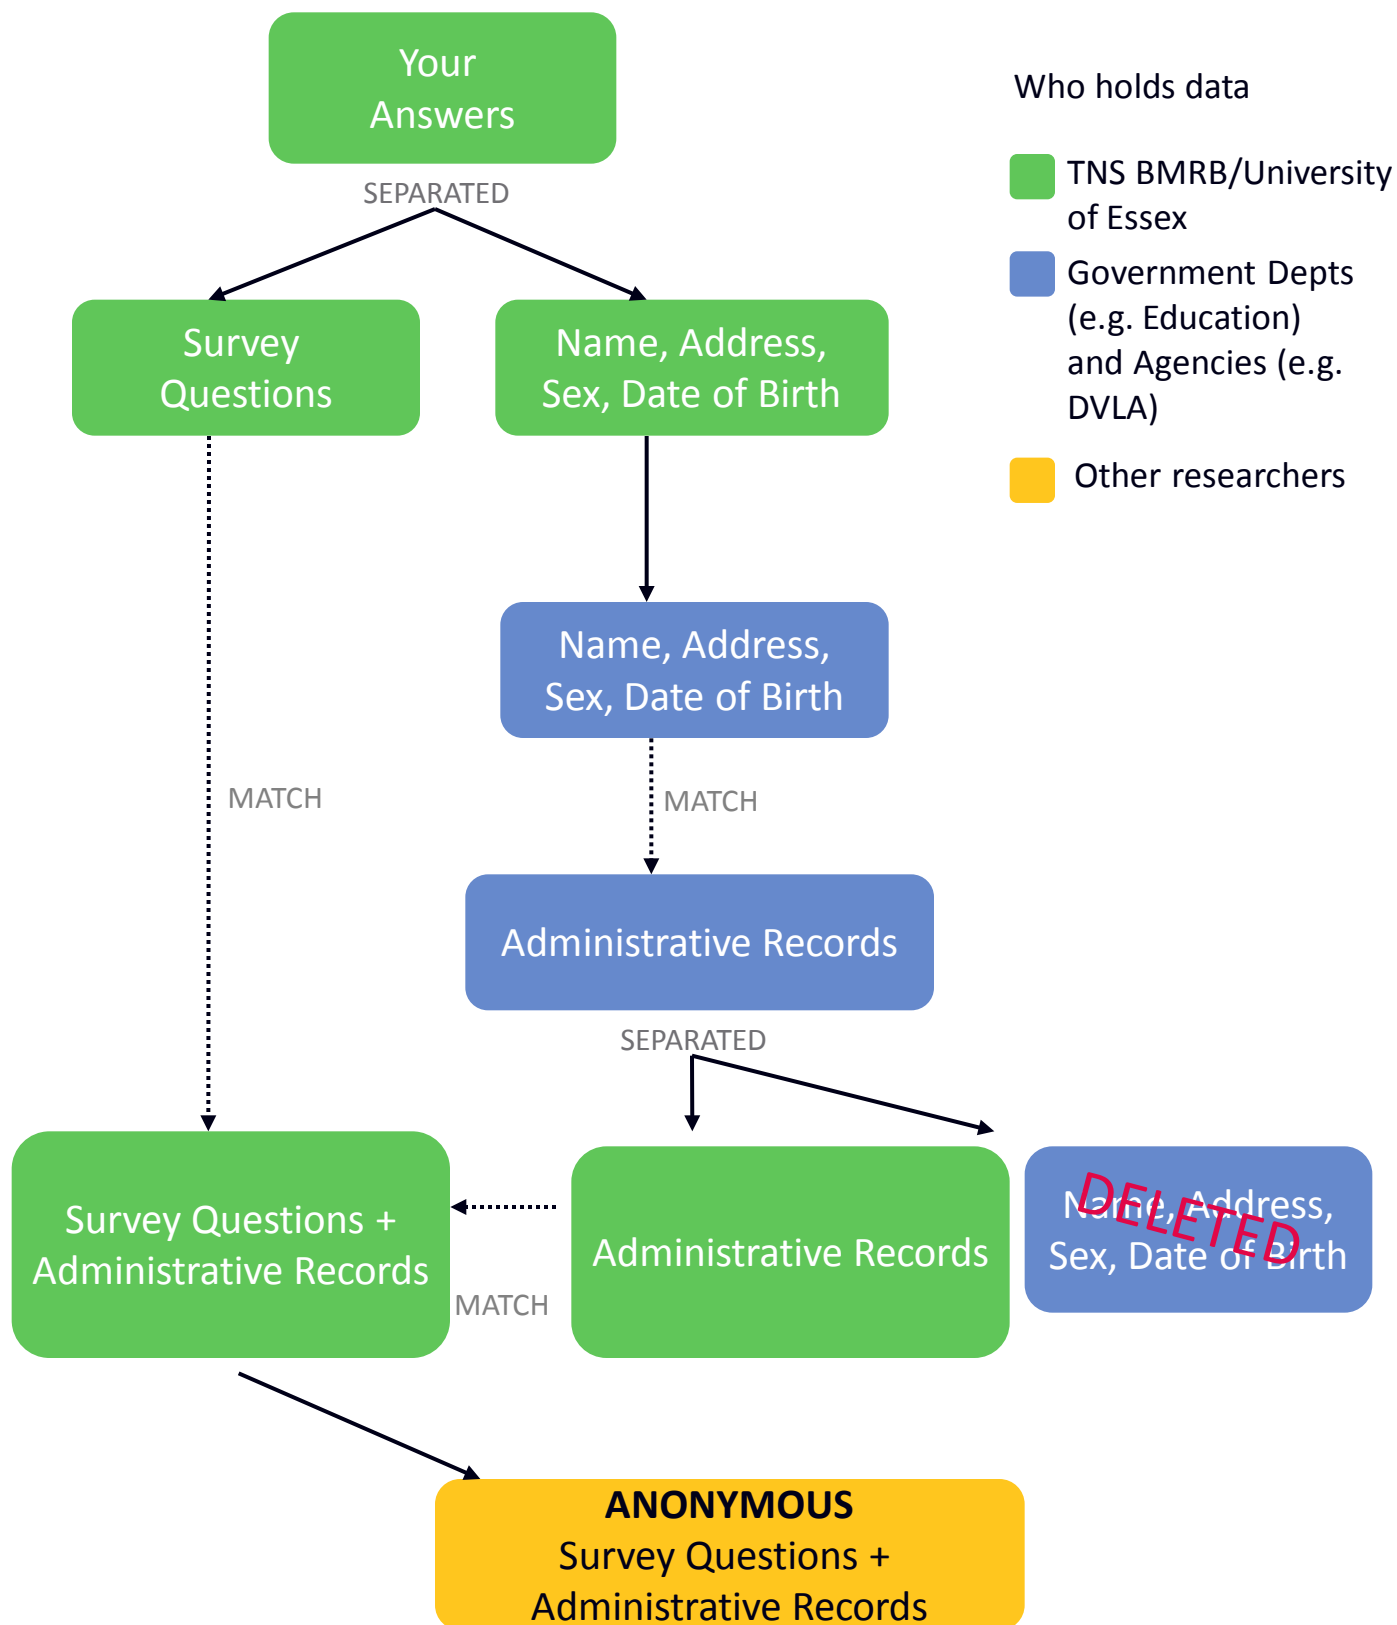 Your
Answers
SEPARATED
Who holds data
TNS BMRB/University
of Essex
Government Depts
(e.g. Education)
and Agencies (e.g.
DVLA)
Other researchers
Survey
Questions
Name, Address,
Sex, Date of Birth
Name, Address,
Sex, Date of Birth
MATCH
MATCH
Administrative Records
SEPARATED
Survey Questions +
Administrative Records
MATCH
Administrative Records
Name, Address,
Sex, Date of Birth
DELETED
ANONYMOUS
Survey Questions +
Administrative Records